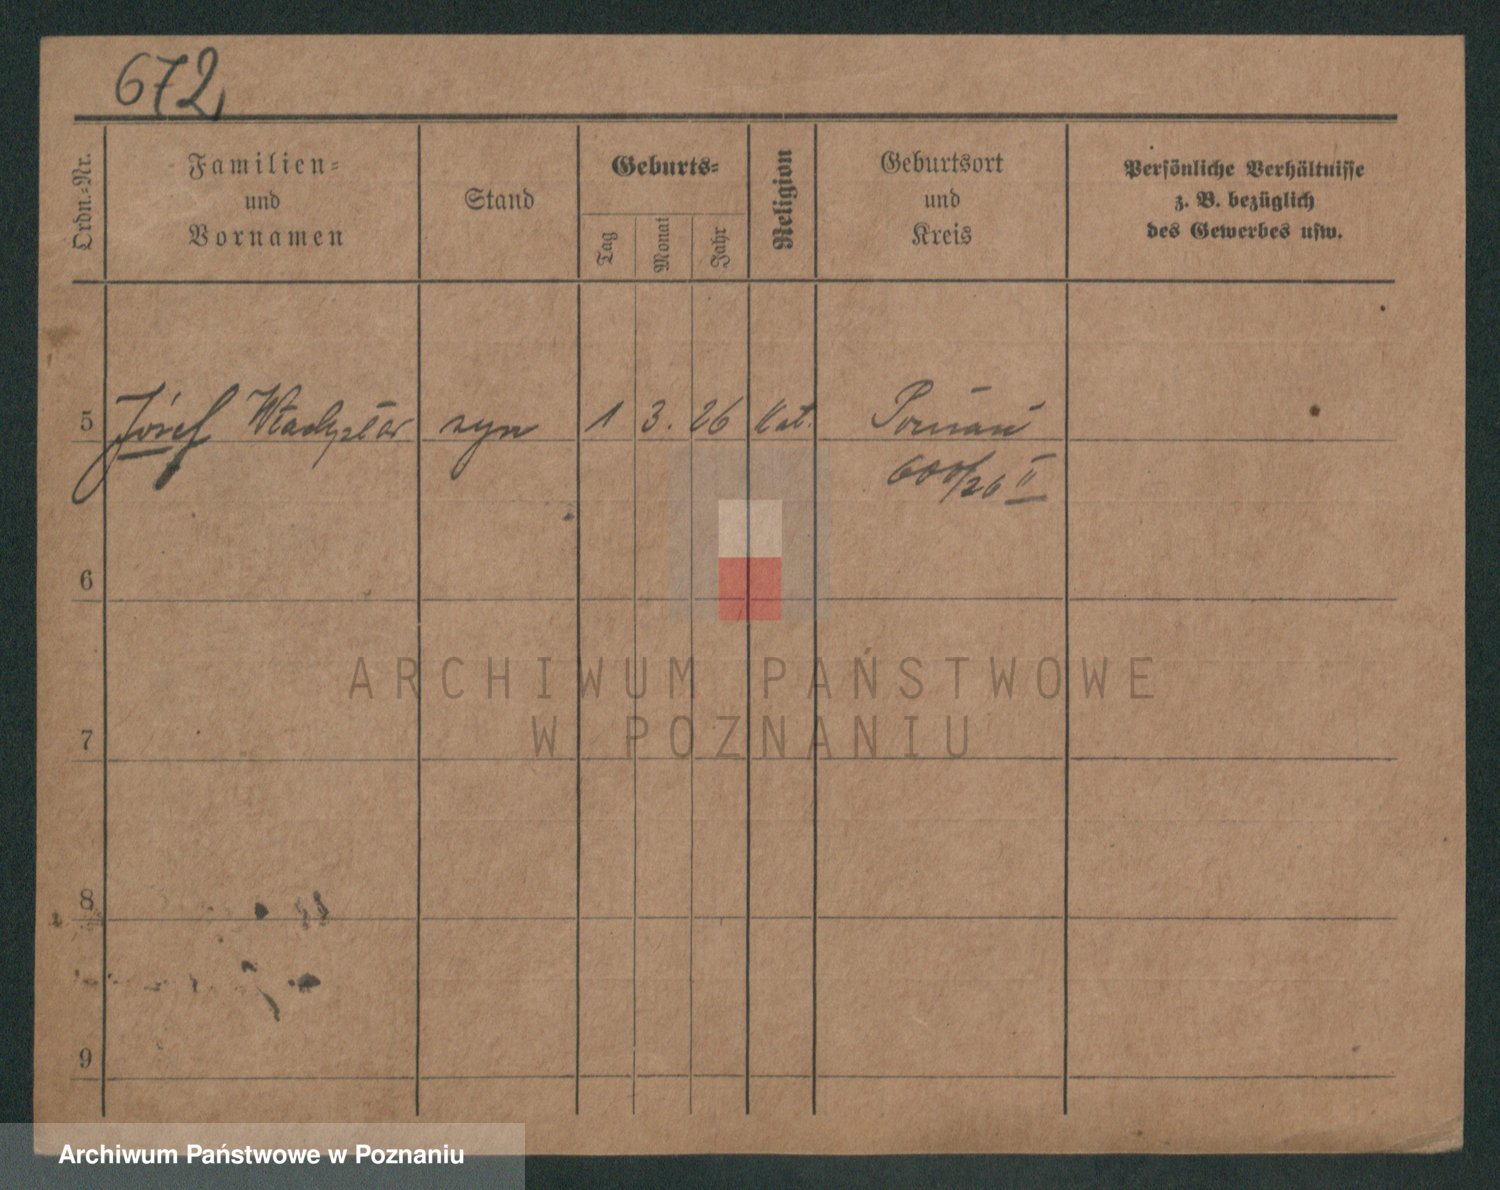 672
Ordn.-Nr.
Familien-
und
Vornamen
Stand
Geburts-
Tag
Monat
Jahr
Religion
Geburtsort
und
Kreis
Persönliche Verhältnisse
z. B. bezüglich
des Gewerbes usw.
5 Józef Władysław syn 1 3. 26 kat. Poznań
600/26 II
6
7
8
9
ARCHIWUM PAŃSTWOWE
W POZNANIU
Archiwum Państwowe w Poznaniu